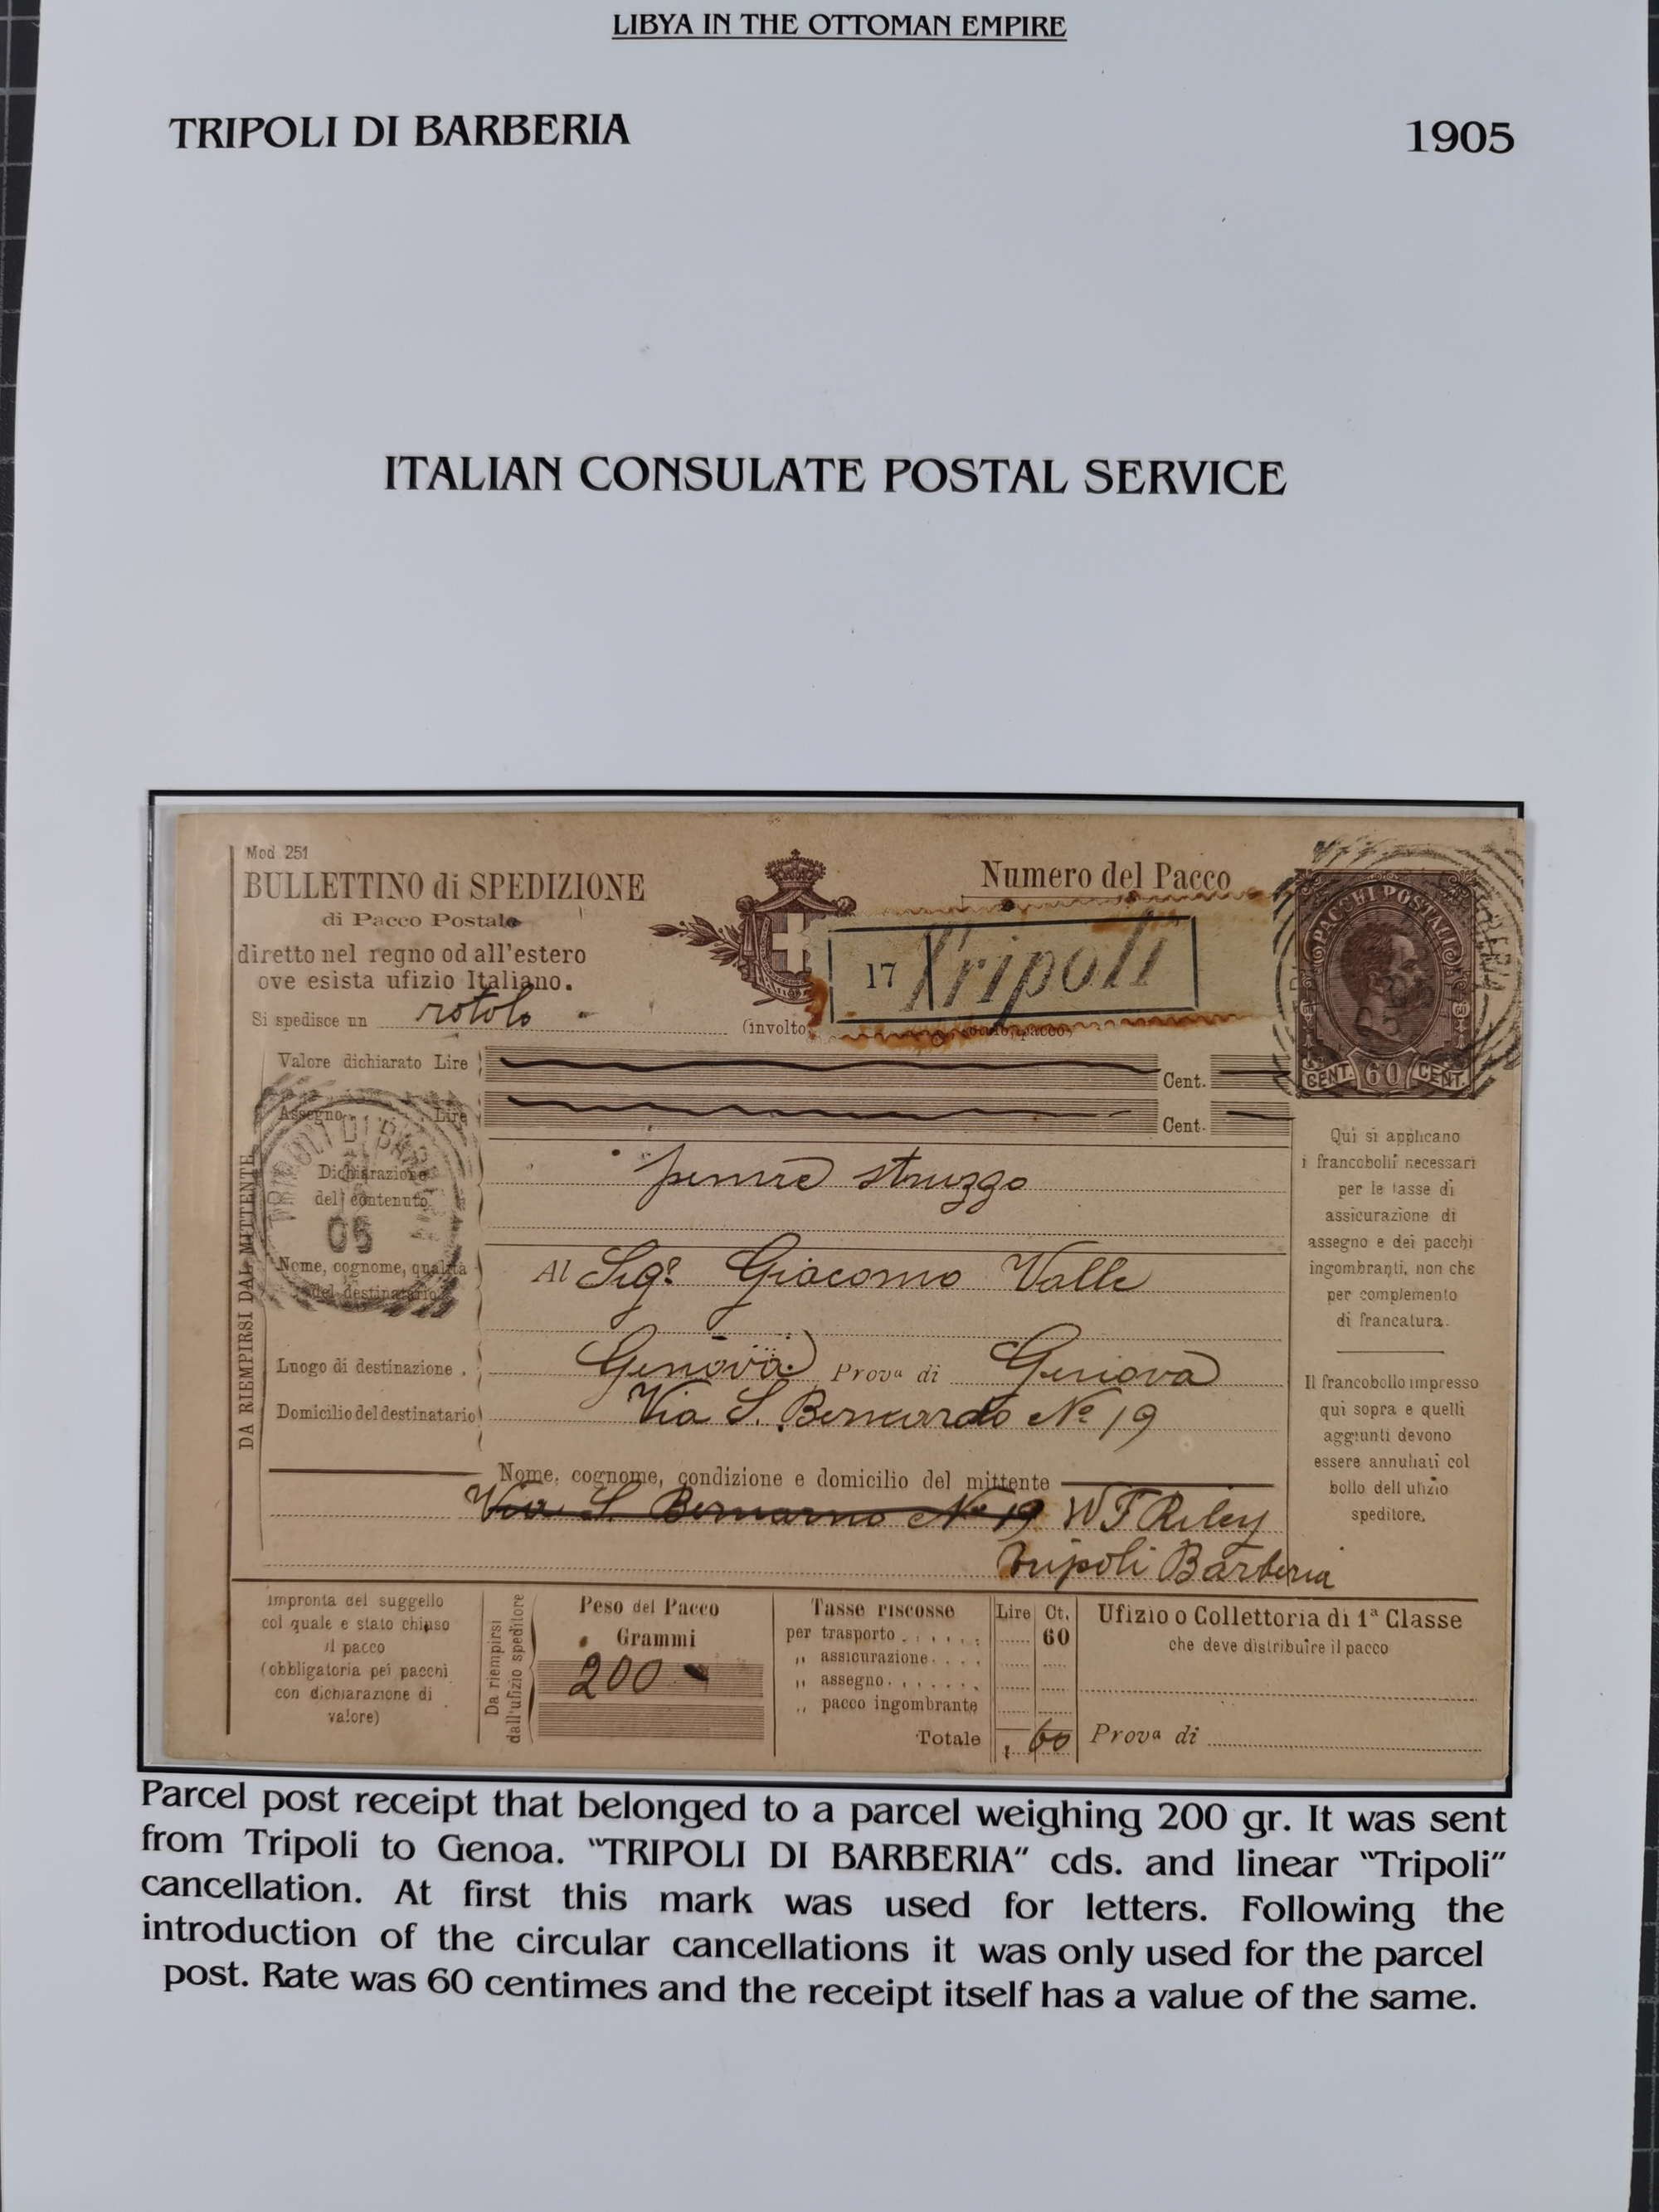 LIBYA IN THE OTTOMAN EMPIRE
TRIPOLI DI BARBERIA
1905
ITALIAN CONSULATE POSTAL SERVICE
Mod. 251
BULLETTINO di SPEDIZIONE
di Pacco Postale
diretto nel regno od all'estero
ove esista ufizio Italiano.
Numero del Pacco
17 Tripoli
PACCHI POSTALI
CENT. 60 CENT.
Si spedisce un rotolo (involto,
Valore dichiarato Lire
Cent.
Assegno Lire
Cent.
TRIPOLI DI BARBERIA
05
DA RIEMPIRSI DAL MITTENTE
Dichiarazione
del contenuto
penne struzzo
Nome, cognome, qualità
del destinatario
Al Sigr Giacomo Valle
Luogo di destinazione . Genova Prova di Genova
Domicilio del destinatario Via S. Bernardo No 19
Nome, cognome, condizione e domicilio del mittente
Via S. Bernarno No 19 WF Riley
Tripoli Barberia
Qui si applicano
i francobolli necessari
per le tasse di
assicurazione di
assegno e dei pacchi
ingombranti, non che
per complemento
di francatura.
Il francobollo impresso
qui sopra e quelli
aggiunti devono
essere annullati col
bollo dell ufizio
speditore.
Impronta del suggello
col quale e stato chiuso
il pacco
(obbligatoria pei pacchi
con dichiarazione di
valore)
Da riempirsi
dall'ufizio speditore
Peso del Pacco
Grammi
200
Tasse riscosse
Lire Ct.
per trasporto . . . . . . 60
„ assicurazione . . . .
„ assegno . . . . . . .
„ pacco ingombrante
Totale , 60
Ufizio o Collettoria di 1a Classe
che deve distribuire il pacco
Prova di
Parcel post receipt that belonged to a parcel weighing 200 gr. It was sent
from Tripoli to Genoa. "TRIPOLI DI BARBERIA" cds. and linear "Tripoli"
cancellation. At first this mark was used for letters. Following the
introduction of the circular cancellations it was only used for the parcel
post. Rate was 60 centimes and the receipt itself has a value of the same.